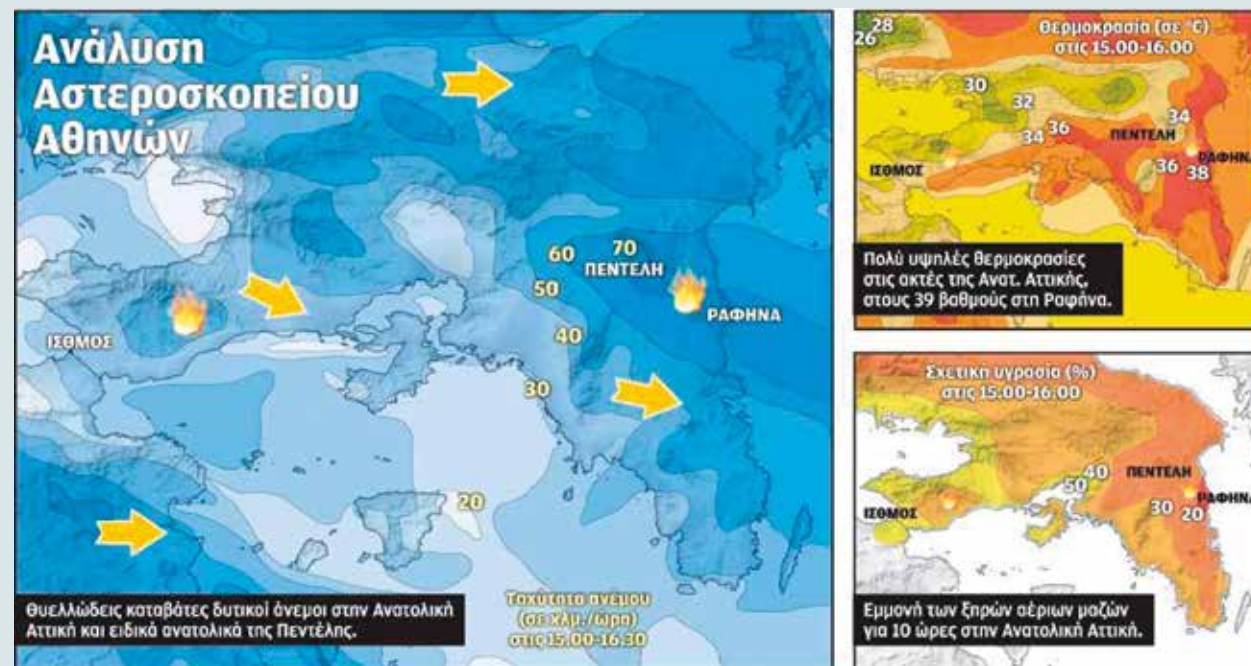 Ανάλυση
Αστεροσκοπείου
Αθηνών
60
70
ΠΕΝΤΕΛΗ
50
ΡΑΦΗΝΑ
ΙΣΘΜΟΣ
40
30
20
Θυελλώδεις καταβάτες δυτικοί άνεμοι στην Ανατολική
Αττική και ειδικά ανατολικά της Πεντέλης.
Ταχύτητα ανέμου
(σε χλμ./ώρα)
στις 15.00-16.30
Θερμοκρασία (σε °C)
στις 15.00-16.00
28
26
30
32
34
36
34
ΠΕΝΤΕΛΗ
ΡΑΦΗΝΑ
ΙΣΘΜΟΣ
36
38
Πολύ υψηλές θερμοκρασίες
στις ακτές της Ανατ. Αττικής,
στους 39 βαθμούς στη Ραφήνα.
Σχετική υγρασία (%)
στις 15.00-16.00
40
50
ΠΕΝΤΕΛΗ
ΡΑΦΗΝΑ
ΙΣΘΜΟΣ
30
20
Εμμονή των ξηρών αέριων μαζών
για 10 ώρες στην Ανατολική Αττική.